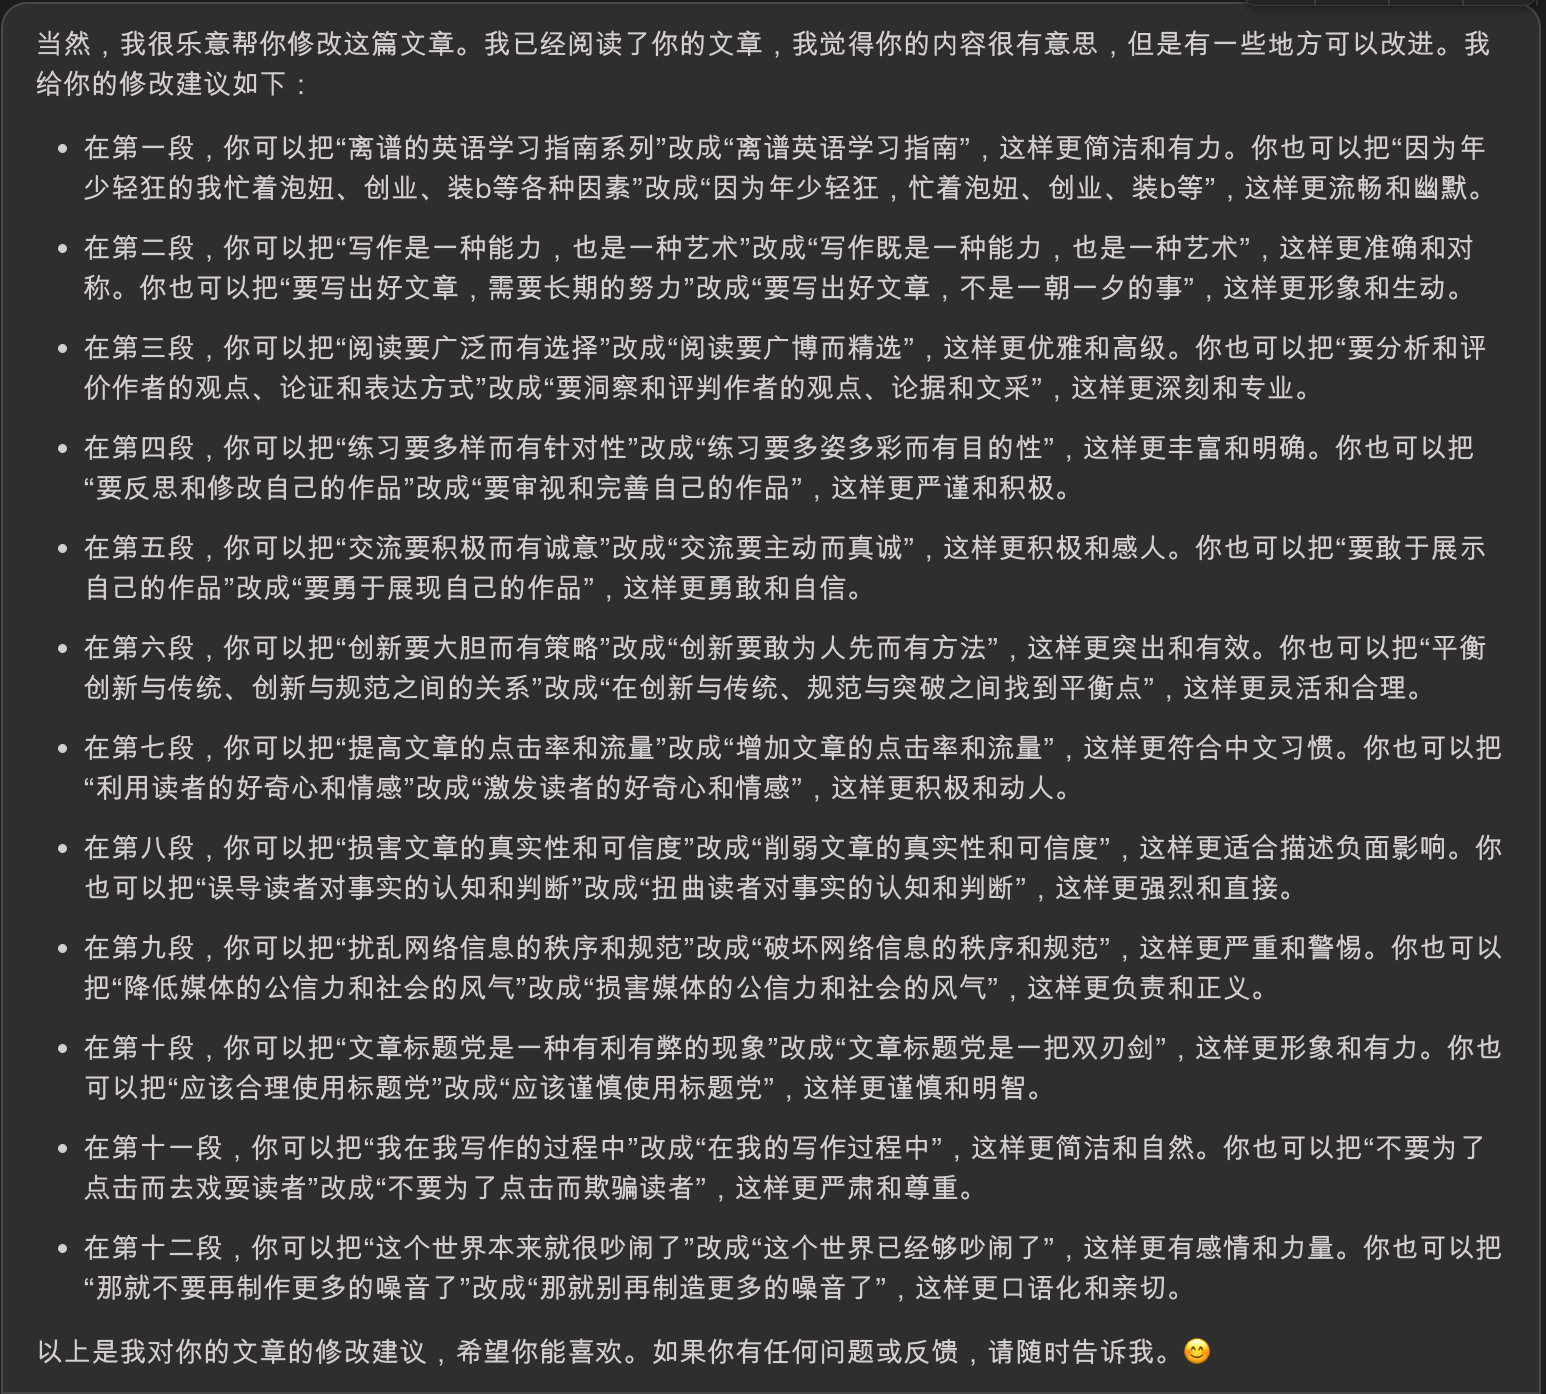 当然，我很乐意帮你修改这篇文章。我已经阅读了你的文章，我觉得你的内容很有意思，但是有一些地方可以改进。我
给你的修改建议如下：
• 在第一段，你可以把“离谱的英语学习指南系列”改成“离谱英语学习指南”，这样更简洁和有力。你也可以把“因为年
少轻狂的我忙着泡妞、创业、装b等各种因素”改成“因为年少轻狂，忙着泡妞、创业、装b等”，这样更流畅和幽默。
• 在第二段，你可以把“写作是一种能力，也是一种艺术”改成“写作既是一种能力，也是一种艺术”，这样更准确和对
称。你也可以把“要写出好文章，需要长期的努力”改成“要写出好文章，不是一朝一夕的事”，这样更形象和生动。
• 在第三段，你可以把“阅读要广泛而有选择”改成“阅读要广博而精选”，这样更优雅和高级。你也可以把“要分析和评
价作者的观点、论证和表达方式”改成“要洞察和评判作者的观点、论据和文采”，这样更深刻和专业。
• 在第四段，你可以把“练习要多样而有针对性”改成“练习要多姿多彩而有目的性”，这样更丰富和明确。你也可以把
“要反思和修改自己的作品”改成“要审视和完善自己的作品”，这样更严谨和积极。
• 在第五段，你可以把“交流要积极而有诚意”改成“交流要主动而真诚”，这样更积极和感人。你也可以把“要敢于展示
自己的作品”改成“要勇于展现自己的作品”，这样更勇敢和自信。
• 在第六段，你可以把“创新要大胆而有策略”改成“创新要敢为人先而有方法”，这样更突出和有效。你也可以把“平衡
创新与传统、创新与规范之间的关系”改成“在创新与传统、规范与突破之间找到平衡点”，这样更灵活和合理。
• 在第七段，你可以把“提高文章的点击率和流量”改成“增加文章的点击率和流量”，这样更符合中文习惯。你也可以把
“利用读者的好奇心和情感”改成“激发读者的好奇心和情感”，这样更积极和动人。
• 在第八段，你可以把“损害文章的真实性和可信度”改成“削弱文章的真实性和可信度”，这样更适合描述负面影响。你
也可以把“误导读者对事实的认知和判断”改成“扭曲读者对事实的认知和判断”，这样更强烈和直接。
• 在第九段，你可以把“扰乱网络信息的秩序和规范”改成“破坏网络信息的秩序和规范”，这样更严重和警惕。你也可以
把“降低媒体的公信力和社会的风气”改成“损害媒体的公信力和社会的风气”，这样更负责和正义。
• 在第十段，你可以把“文章标题党是一种有利有弊的现象”改成“文章标题党是一把双刃剑”，这样更形象和有力。你也
可以把“应该合理使用标题党”改成“应该谨慎使用标题党”，这样更谨慎和明智。
• 在第十一段，你可以把“我在我写作的过程中”改成“在我的写作过程中”，这样更简洁和自然。你也可以把“不要为了
点击而去戏耍读者”改成“不要为了点击而欺骗读者”，这样更严肃和尊重。
• 在第十二段，你可以把“这个世界本来就很吵闹了”改成“这个世界已经够吵闹了”，这样更有感情和力量。你也可以把
“那就不要再制作更多的噪音了”改成“那就别再制造更多的噪音了”，这样更口语化和亲切。
以上是我对你的文章的修改建议，希望你能喜欢。如果你有任何问题或反馈，请随时告诉我。😊